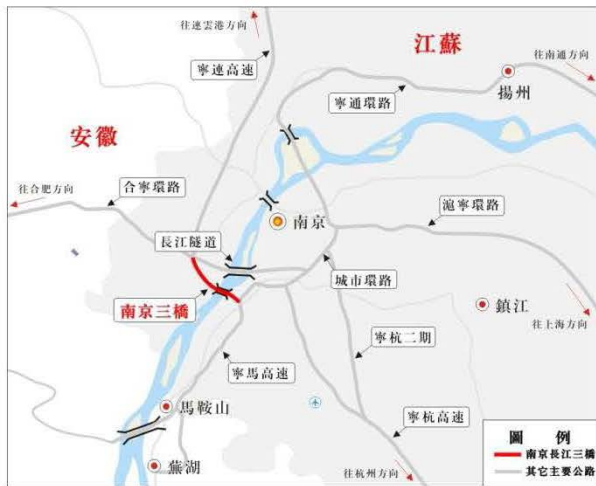 往連雲港方向
江蘇
往南通方向
寧連高速
揚州
寧通環路
安徽
往合肥方向
合寧環路
南京
滬寧環路
長江隧道
城市環路
南京三橋
鎮江
往上海方向
寧杭二期
寧馬高速
馬鞍山
寧杭高速
蕪湖
往杭州方向
圖 例
南京長江三橋
其它主要公路